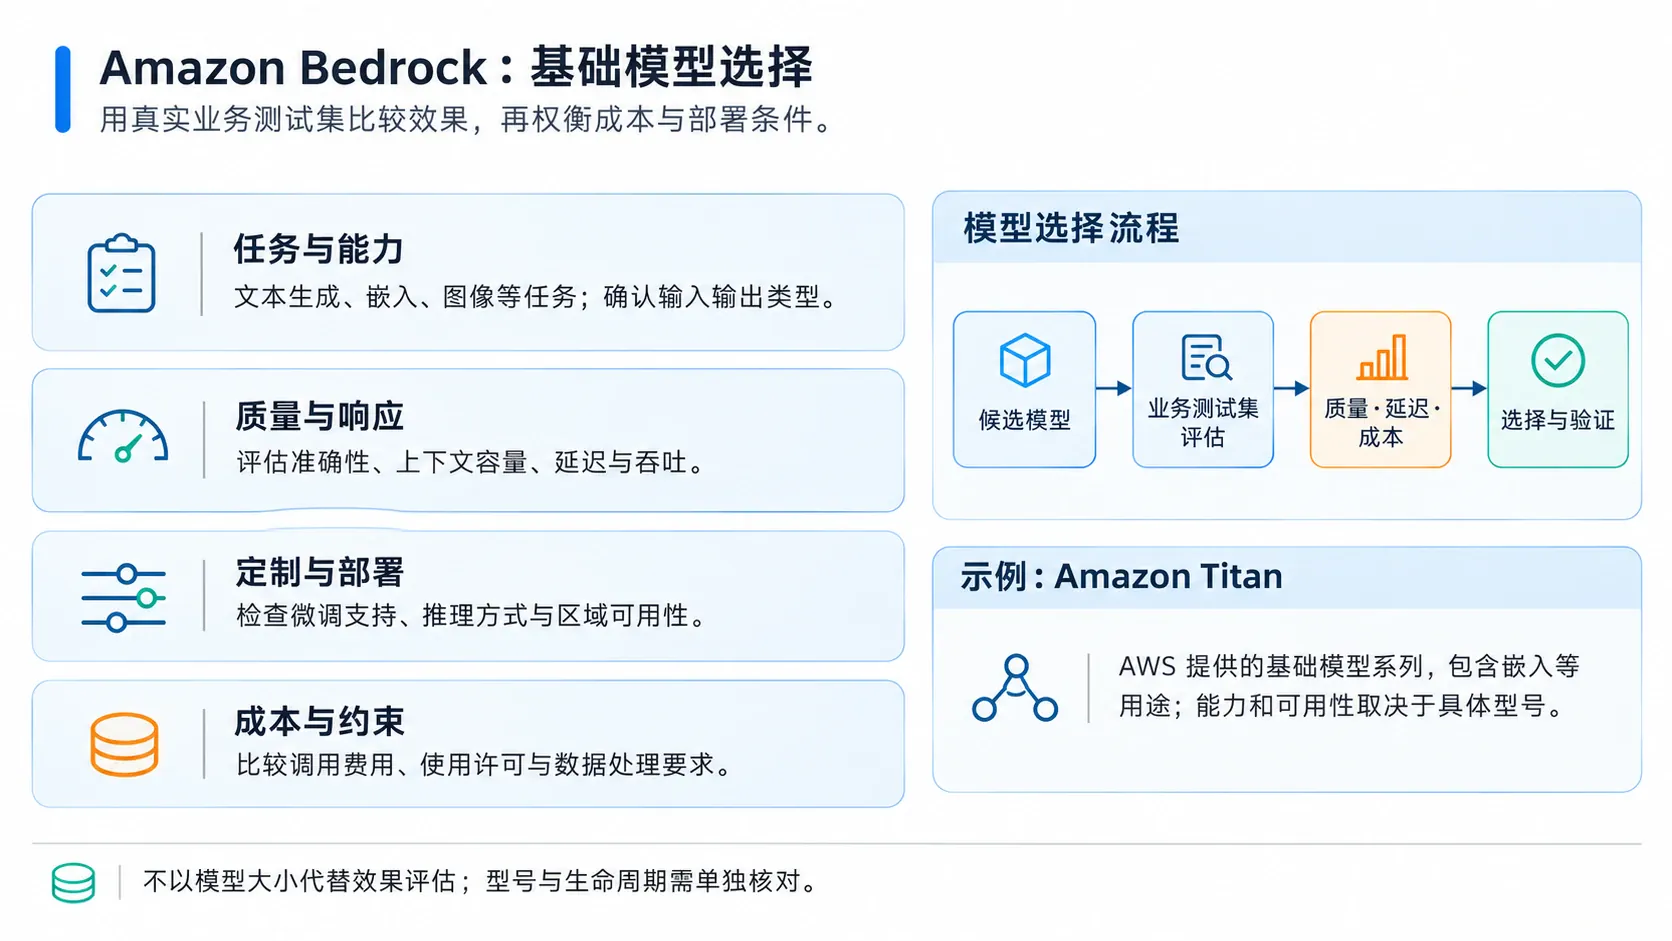 Amazon Bedrock：基础模型选择
用真实业务测试集比较效果，再权衡成本与部署条件。
任务与能力
文本生成、嵌入、图像等任务；确认输入输出类型。
质量与响应
评估准确性、上下文容量、延迟与吞吐。
定制与部署
检查微调支持、推理方式与区域可用性。
成本与约束
比较调用费用、使用许可与数据处理要求。
模型选择流程
候选模型
业务测试集
评估
质量·延迟·
成本
选择与验证
示例：Amazon Titan
AWS 提供的基础模型系列，包含嵌入等
用途；能力和可用性取决于具体型号。
不以模型大小代替效果评估；型号与生命周期需单独核对。